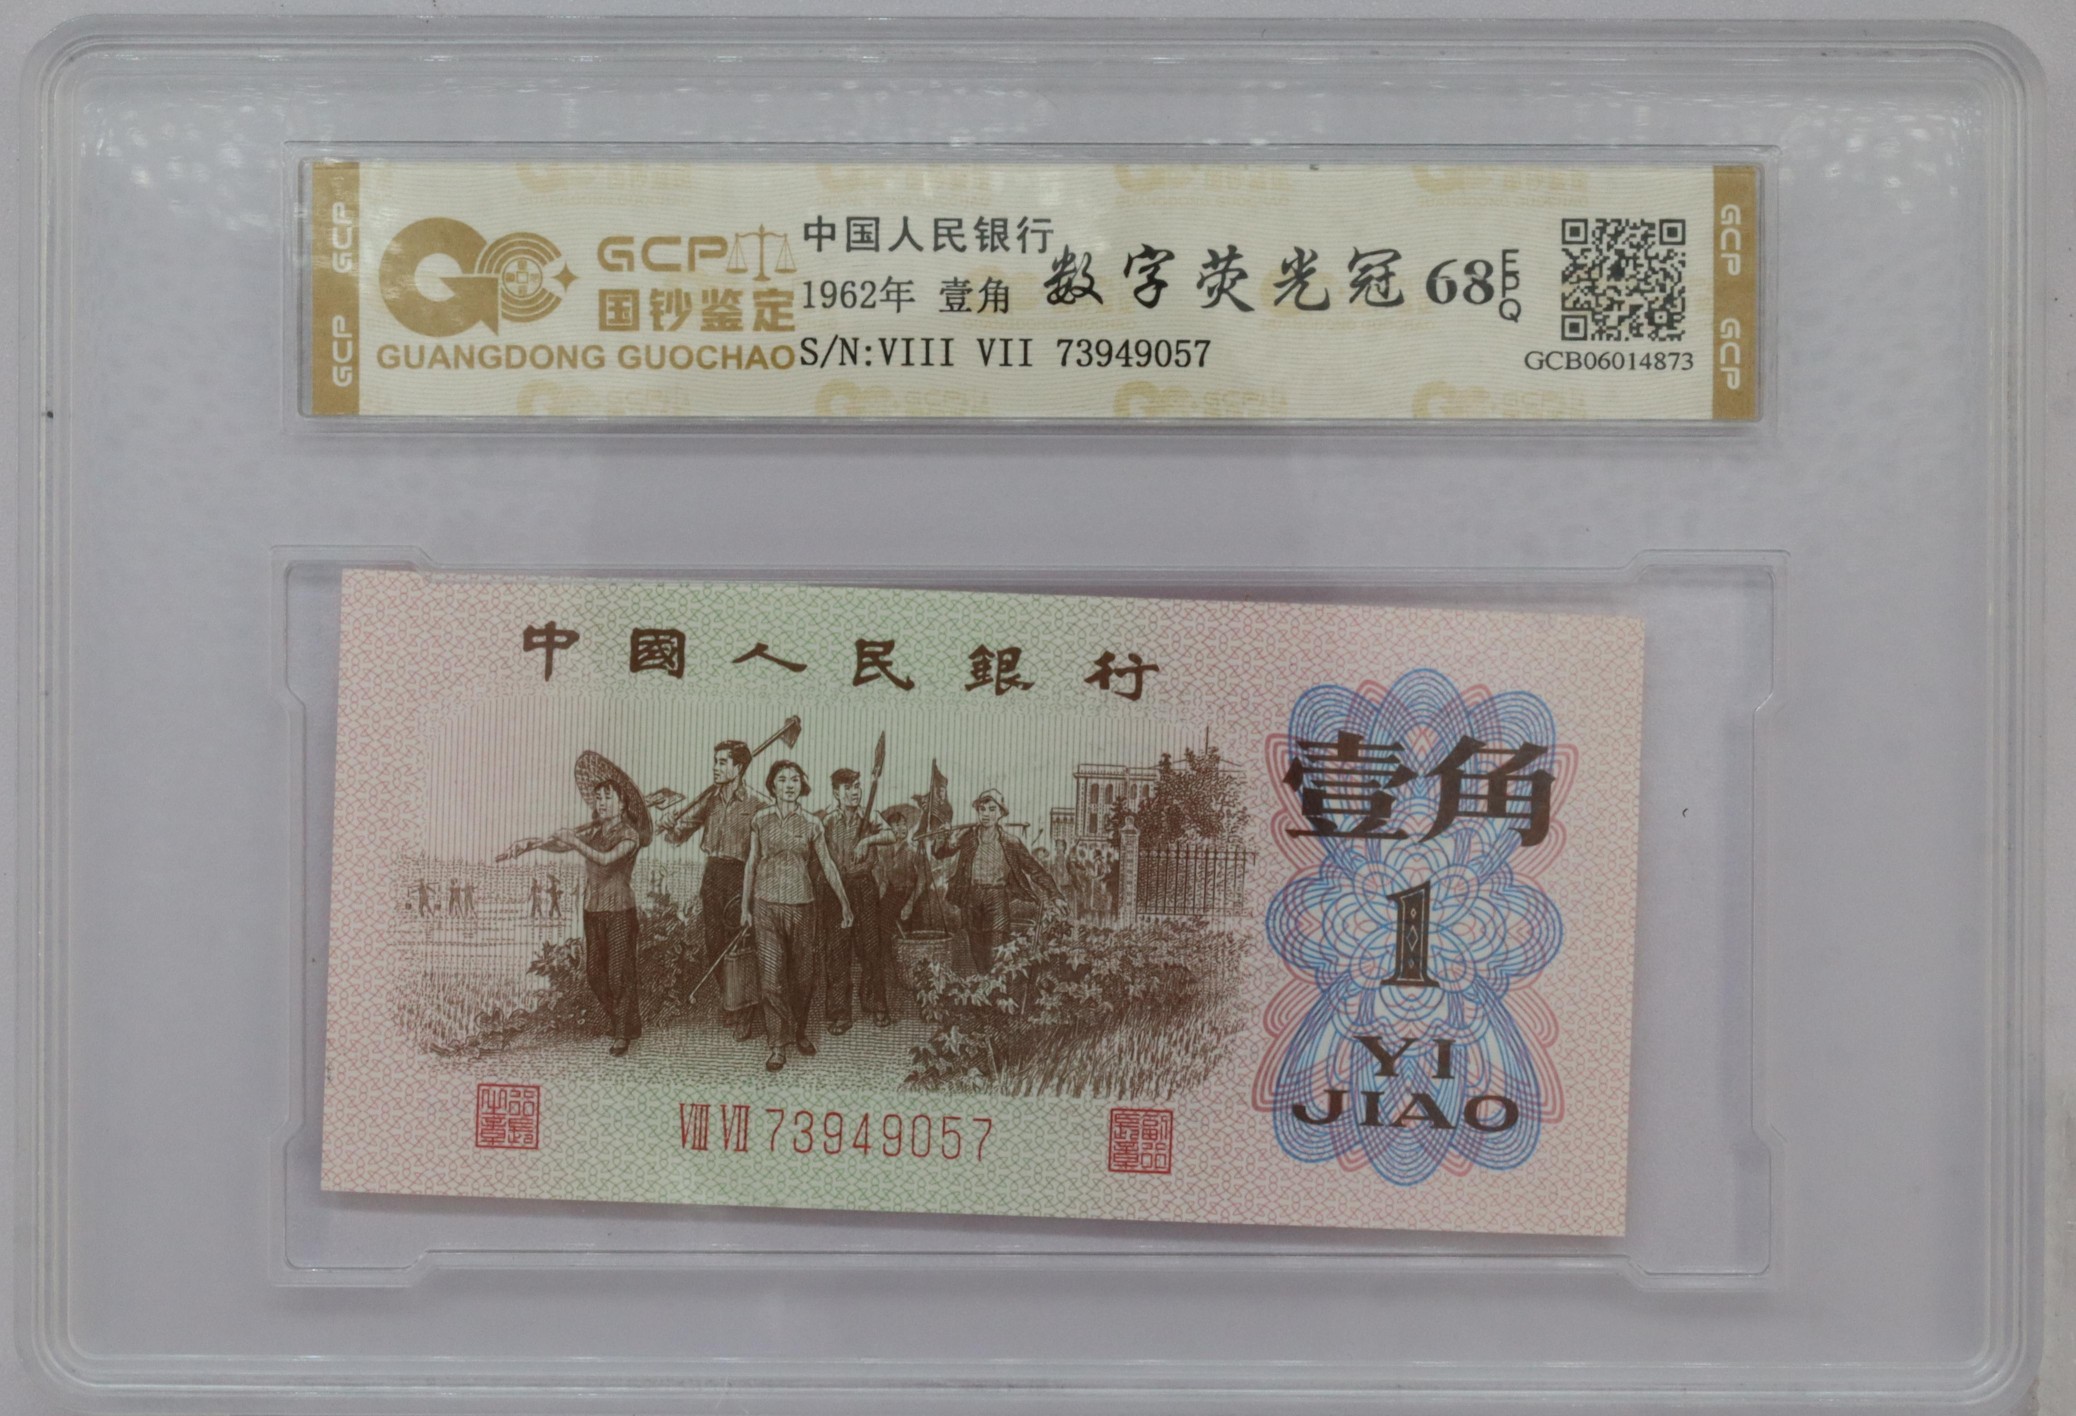 GCP
GCP
GCP
国钞鉴定
GUANGDONG GUOCHAO
中国人民银行
1962年 壹角
数字荧光冠 68 EPQ
S/N:VIII VII 73949057
GCB06014873
GCP
GCP
中國人民銀行
壹角
1
YI
JIAO
VIII VII 73949057